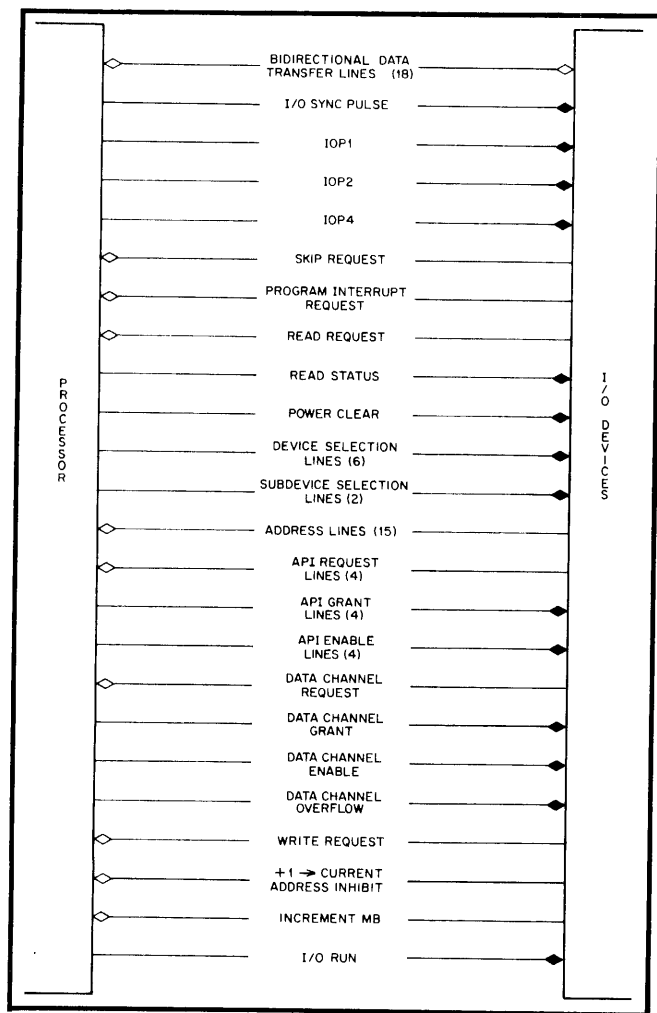 BIDIRECTIONAL DATA
TRANSFER LINES (18)
I/O SYNC PULSE
IOP1
IOP2
IOP4
SKIP REQUEST
PROGRAM INTERRUPT
REQUEST
READ REQUEST
READ STATUS
POWER CLEAR
DEVICE SELECTION
LINES (6)
SUBDEVICE SELECTION
LINES (2)
ADDRESS LINES (15)
API REQUEST
LINES (4)
API GRANT
LINES (4)
API ENABLE
LINES (4)
DATA CHANNEL
REQUEST
DATA CHANNEL
GRANT
DATA CHANNEL
ENABLE
DATA CHANNEL
OVERFLOW
WRITE REQUEST
+1 → CURRENT
ADDRESS INHIBIT
INCREMENT MB
I/O RUN
PROCESSOR
I/O DEVICES